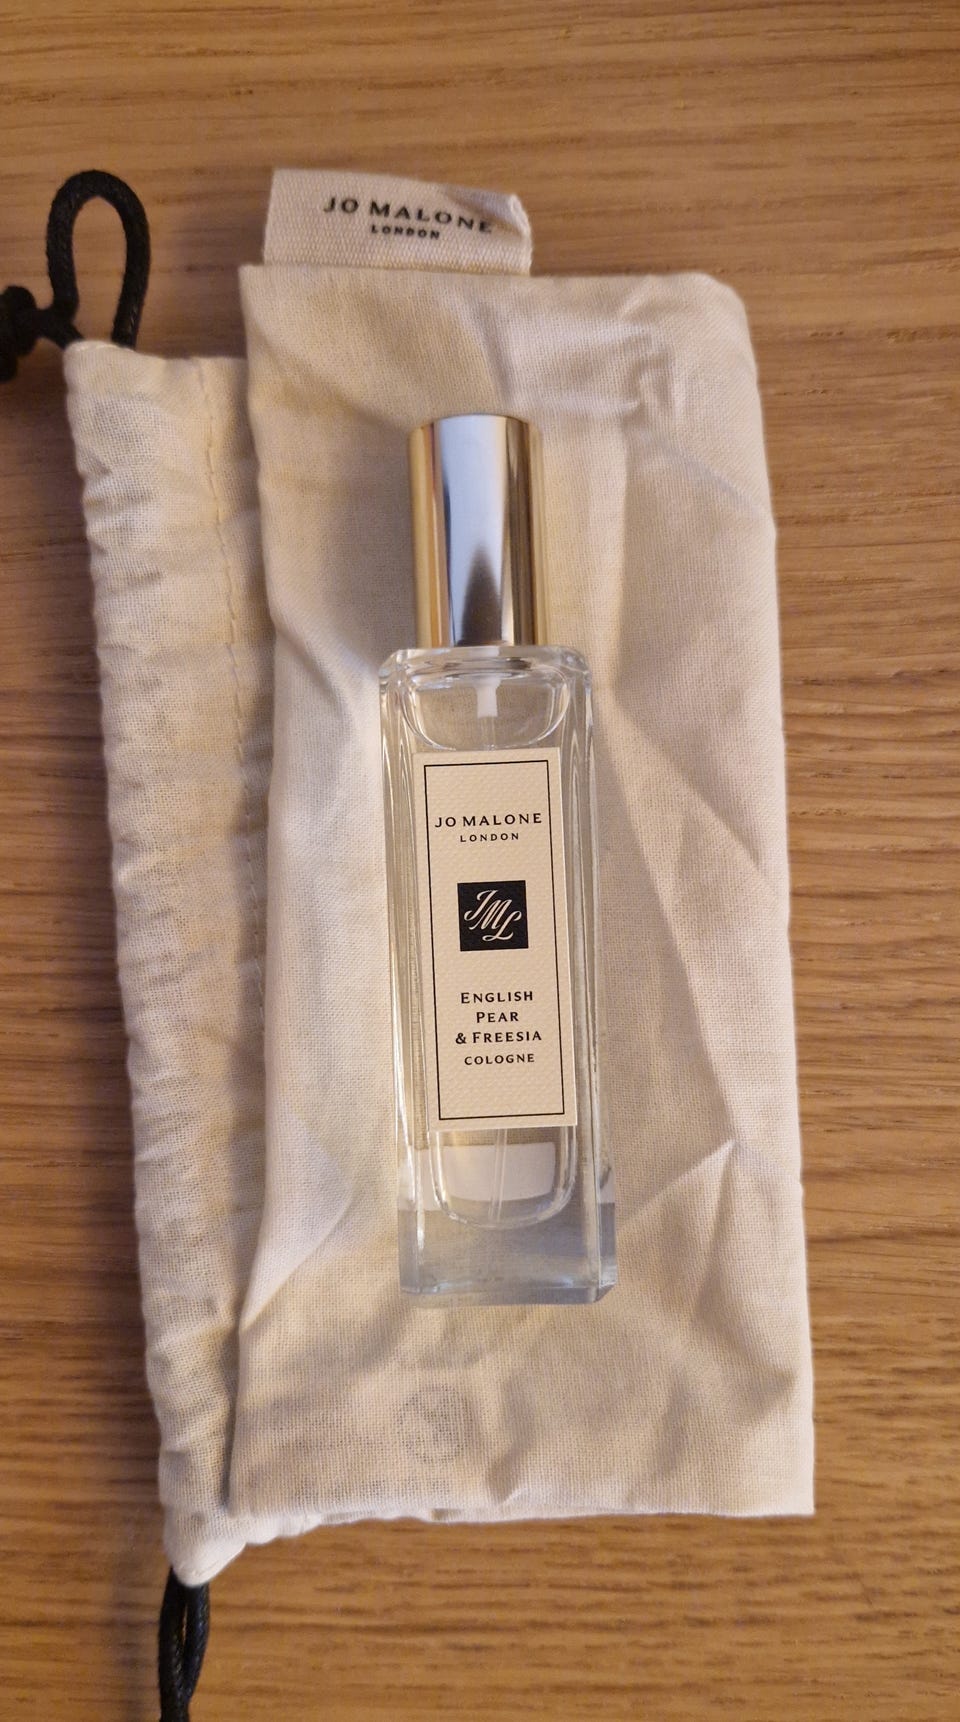 JO MALONE
LONDON
JO MALONE
LONDON
JML
ENGLISH
PEAR
& FREESIA
COLOGNE